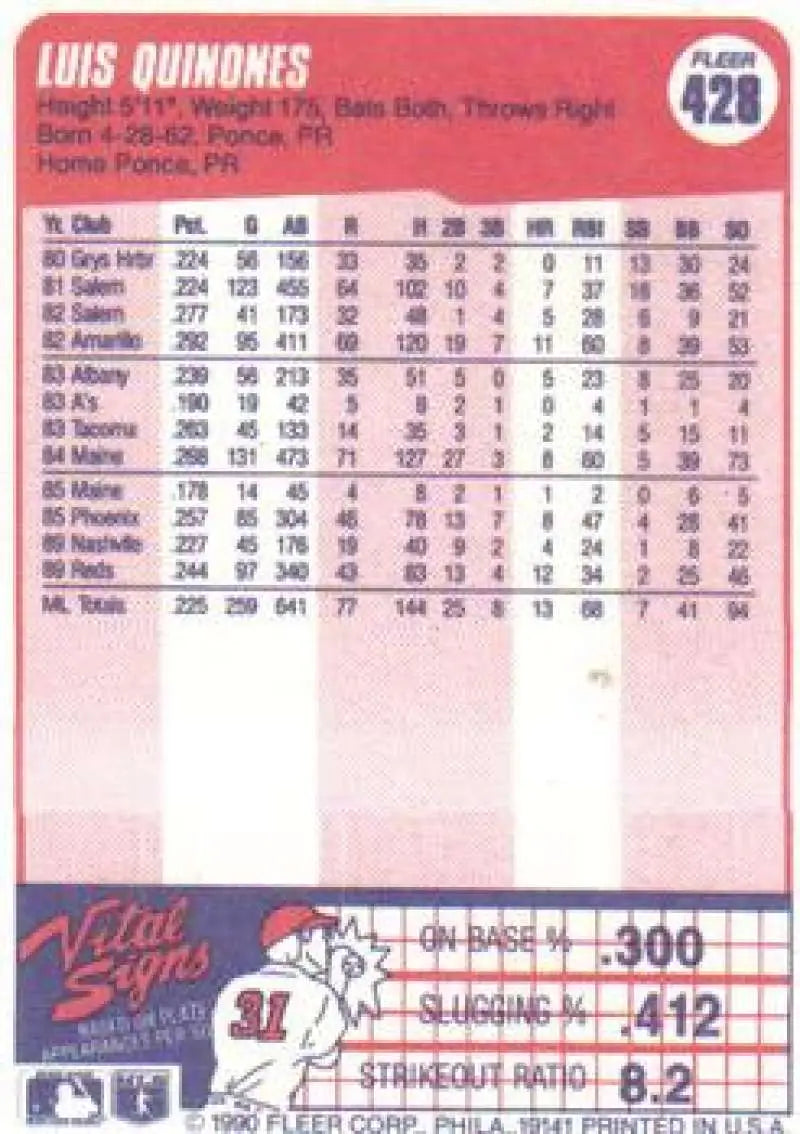 LUIS QUINONES
FLEER
428
Height 5'11", Weight 175, Bats Both, Throws Right
Born 4-28-62, Ponce, PR
Home Ponce, PR
Yr. Club Pct. G AB R H 2B 3B HR RBI SB BB SO
80 Grys Hrbr .224 56 156 33 35 2 2 0 11 13 30 24
81 Salem .224 123 455 64 102 10 4 7 37 16 36 52
82 Salem .277 41 173 32 48 1 4 5 28 6 9 21
82 Amarillo .292 95 411 69 120 19 7 11 60 8 39 53
83 Albany .239 56 213 35 51 5 0 5 23 8 25 20
83 A's .190 19 42 5 8 2 1 0 4 1 1 4
83 Tacoma .263 45 133 14 35 3 1 2 14 5 15 11
84 Maine .268 131 473 71 127 27 3 8 60 5 39 73
85 Maine .178 14 45 4 8 2 1 1 2 0 6 5
85 Phoenix .257 85 304 46 78 13 7 8 47 4 28 41
89 Nashville .227 45 176 19 40 9 2 4 24 1 8 22
89 Reds .244 97 340 43 83 13 4 12 34 2 25 46
ML Totals .225 259 641 77 144 25 8 13 68 7 41 94
Vital
Signs
BASED ON PLATE
APPEARANCES PER SO
31
ON BASE % .300
SLUGGING % .412
STRIKEOUT RATIO 8.2
© 1990 FLEER CORP., PHILA., 19141 PRINTED IN U.S.A.